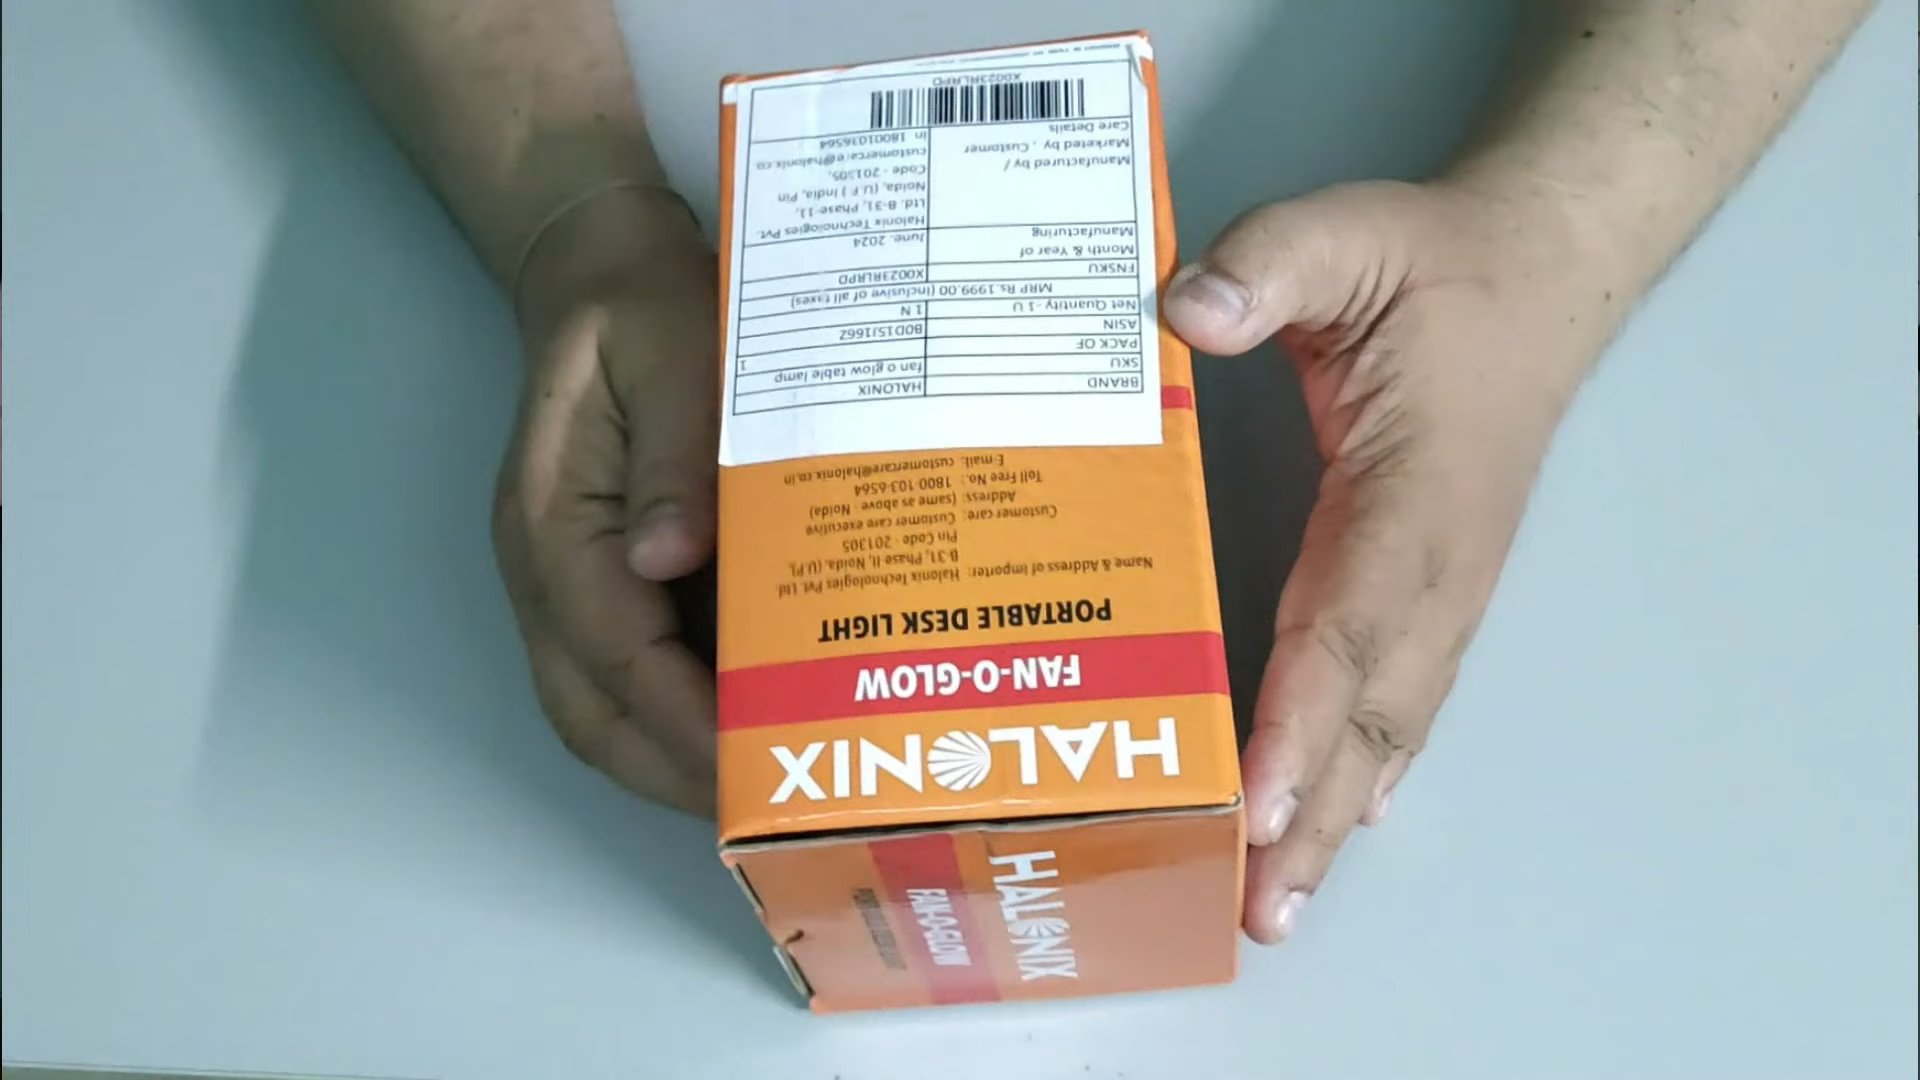 HALONIX
FAN-O-GLOW
PORTABLE DESK LIGHT
Name & Address of Importer: Halonix Technologies Pvt. Ltd.
B-31, Phase II, Noida, (U.P)
Pin Code - 201305
Customer care: Customer care executive
Address: (same as above - Noida)
Toll Free No.: 1800-103-6564
E-mail: customercare@halonix.co.in
BRAND HALONIX
SKU fan o glow table lamp
PACK OF 1
ASIN B0D15J166Z
Net Quantity - 1 U 1 N
MRP Rs.1999.00 (inclusive of all taxes)
FNSKU X0023RLRPD
Month & Year of Manufacturing June. 2024
Manufactured by / Marketed by , Customer Care Details
Halonix Technologies Pvt.
Ltd. B-31, Phase-11,
Noida, (U.P.) India, Pin
Code - 201305,
customercare@halonix.co.
in 18001036564
X0023RLRPD
HALONIX
FAN-O-GLOW